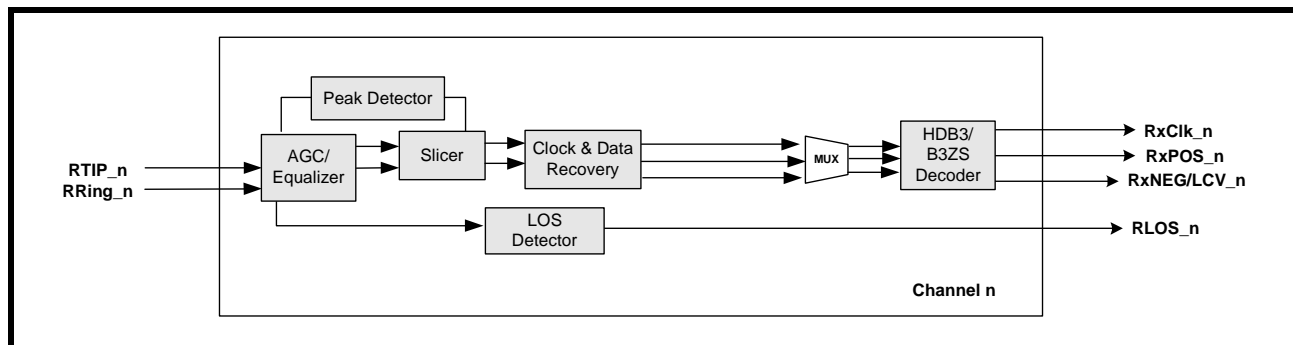 Peak Detector
RTIP_n
RRing_n
AGC/
Equalizer
Slicer
Clock & Data
Recovery
MUX
HDB3/
B3ZS
Decoder
RxClk_n
RxPOS_n
RxNEG/LCV_n
LOS
Detector
RLOS_n
Channel n